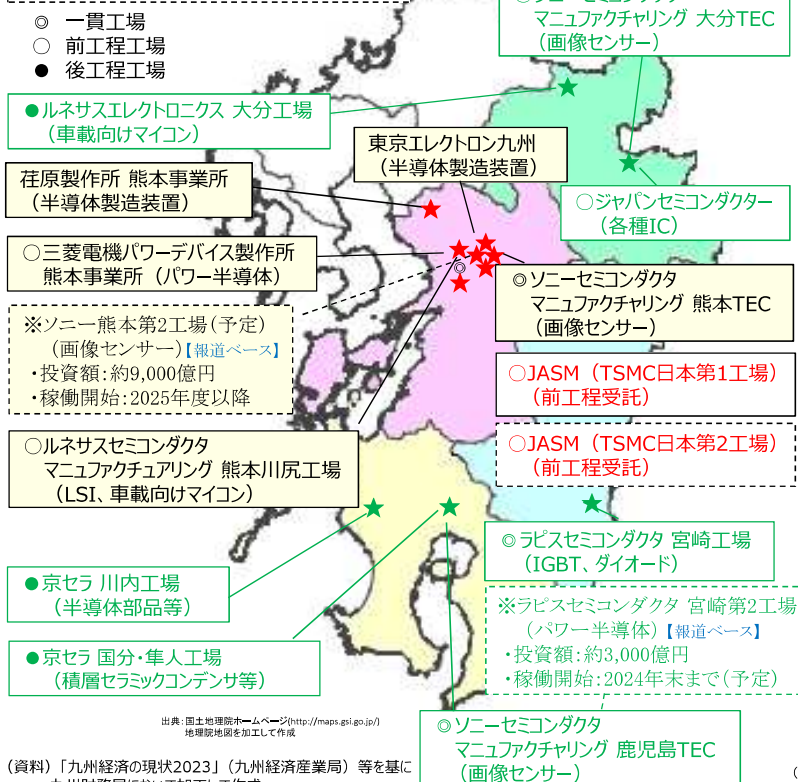 ◎ 一貫工場
○ 前工程工場
● 後工程工場
マニュファクチャリング 大分TEC
(画像センサー)
●ルネサスエレクトロニクス 大分工場
(車載向けマイコン)
東京エレクトロン九州
(半導体製造装置)
荏原製作所 熊本事業所
(半導体製造装置)
○ジャパンセミコンダクター
(各種IC)
○三菱電機パワーデバイス製作所
熊本事業所(パワー半導体)
◎
◎ソニーセミコンダクタ
マニュファクチャリング 熊本TEC
(画像センサー)
※ソニー熊本第2工場(予定)
(画像センサー)【報道ベース】
・投資額:約9,000億円
・稼働開始:2025年度以降
○JASM(TSMC日本第1工場)
(前工程受託)
○JASM(TSMC日本第2工場)
(前工程受託)
○ルネサスセミコンダクタ
マニュファクチュアリング 熊本川尻工場
(LSI、車載向けマイコン)
◎ラピスセミコンダクタ 宮崎工場
(IGBT、ダイオード)
●京セラ 川内工場
(半導体部品等)
※ラピスセミコンダクタ 宮崎第2工場
(パワー半導体)【報道ベース】
・投資額:約3,000億円
・稼働開始:2024年末まで(予定)
●京セラ 国分・隼人工場
(積層セラミックコンデンサ等)
出典:国土地理院ホームページ(http://maps.gsi.go.jp/)
地理院地図を加工して作成
◎ソニーセミコンダクタ
マニュファクチャリング 鹿児島TEC
(画像センサー)
(資料)「九州経済の現状2023」(九州経済産業局)等を基に